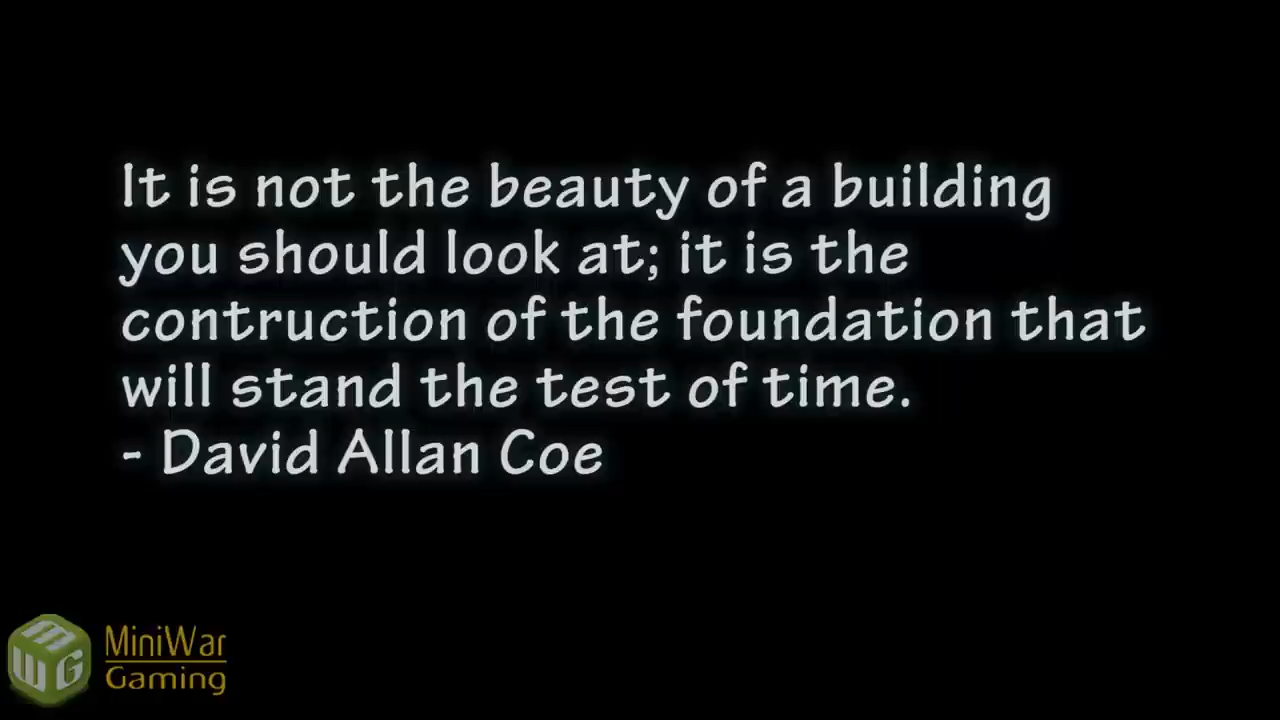 It is not the beauty of a building
you should look at; it is the
contruction of the foundation that
will stand the test of time.
- David Allan Coe
MWG
MiniWar
Gaming